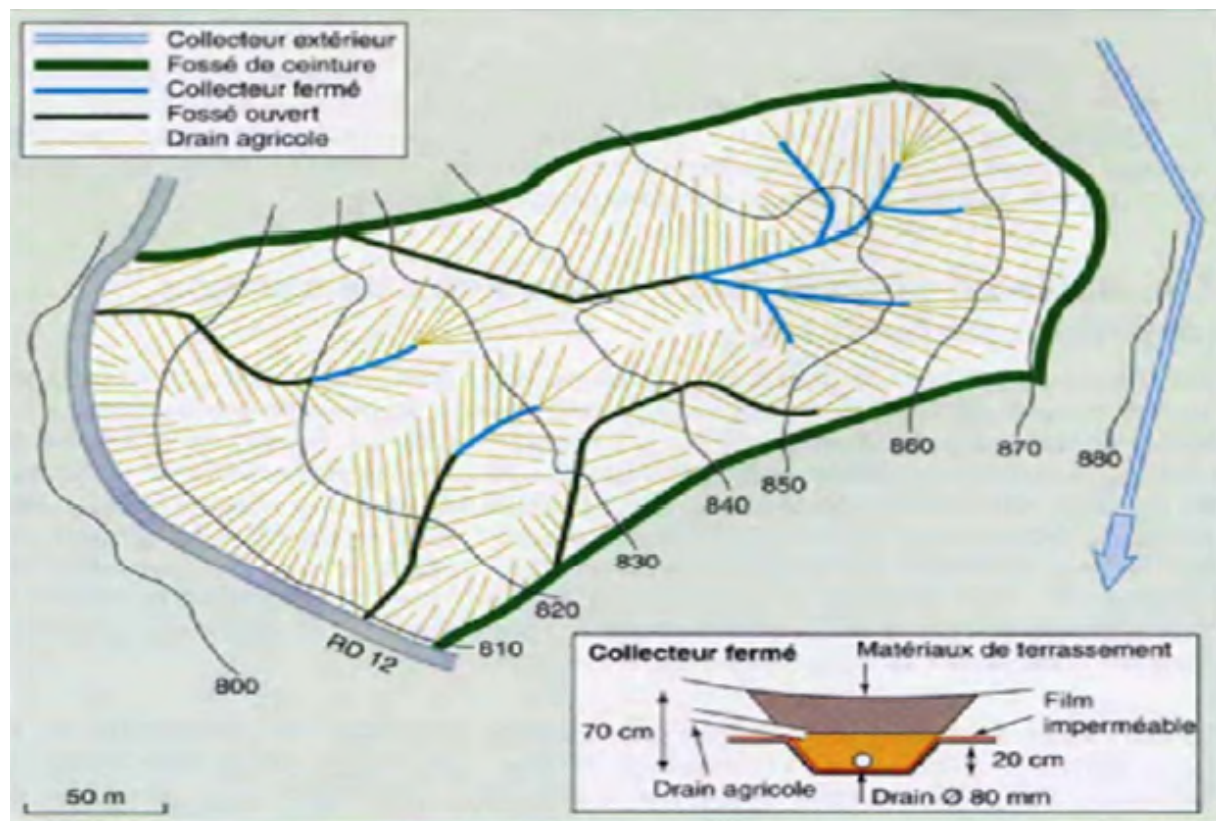 Collecteur extérieur
Fossé de ceinture
Collecteur fermé
Fossé ouvert
Drain agricole
860
870
880
850
840
830
820
810
RD 12
800
Collecteur fermé
Matériaux de terrassement
Film
imperméable
70 cm
20 cm
Drain agricole
Drain Ø 80 mm
50 m